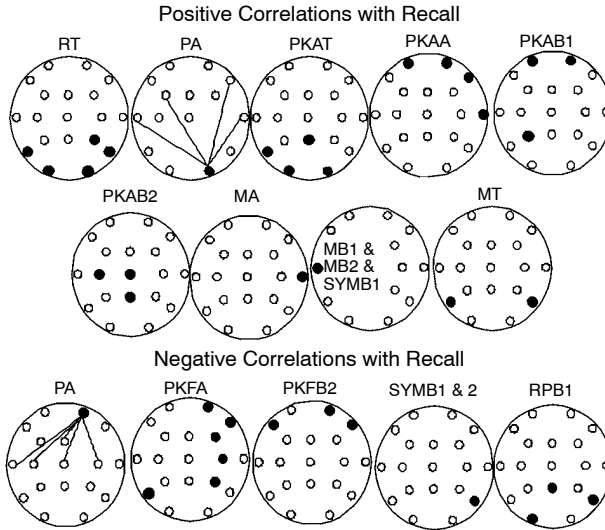 Positive Correlations with Recall
RT PA PKAT PKAA PKAB1
PKAB2 MA MT
MB1 &
MB2 &
SYMB1
Negative Correlations with Recall
PA PKFA PKFB2 SYMB1 & 2 RPB1